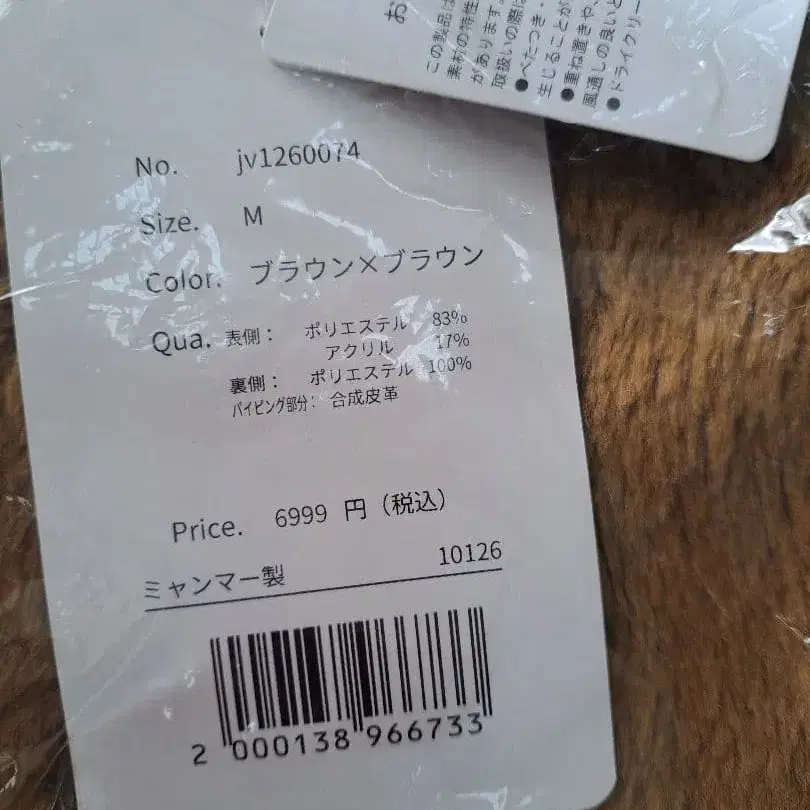 No. jv1260074
Size. M
Color. ブラウン×ブラウン
Qua. 表側： ポリエステル 83%
アクリル 17%
裏側： ポリエステル 100%
パイピング部分： 合成皮革
Price. 6999 円（税込）
ミャンマー製 10126
2 000138 966733
お
この製品は
素材の特性
があります。
取扱いの際は
●べたつき・
生じることが
●重ね置きや、
風通しの良いと
●ドライクリー